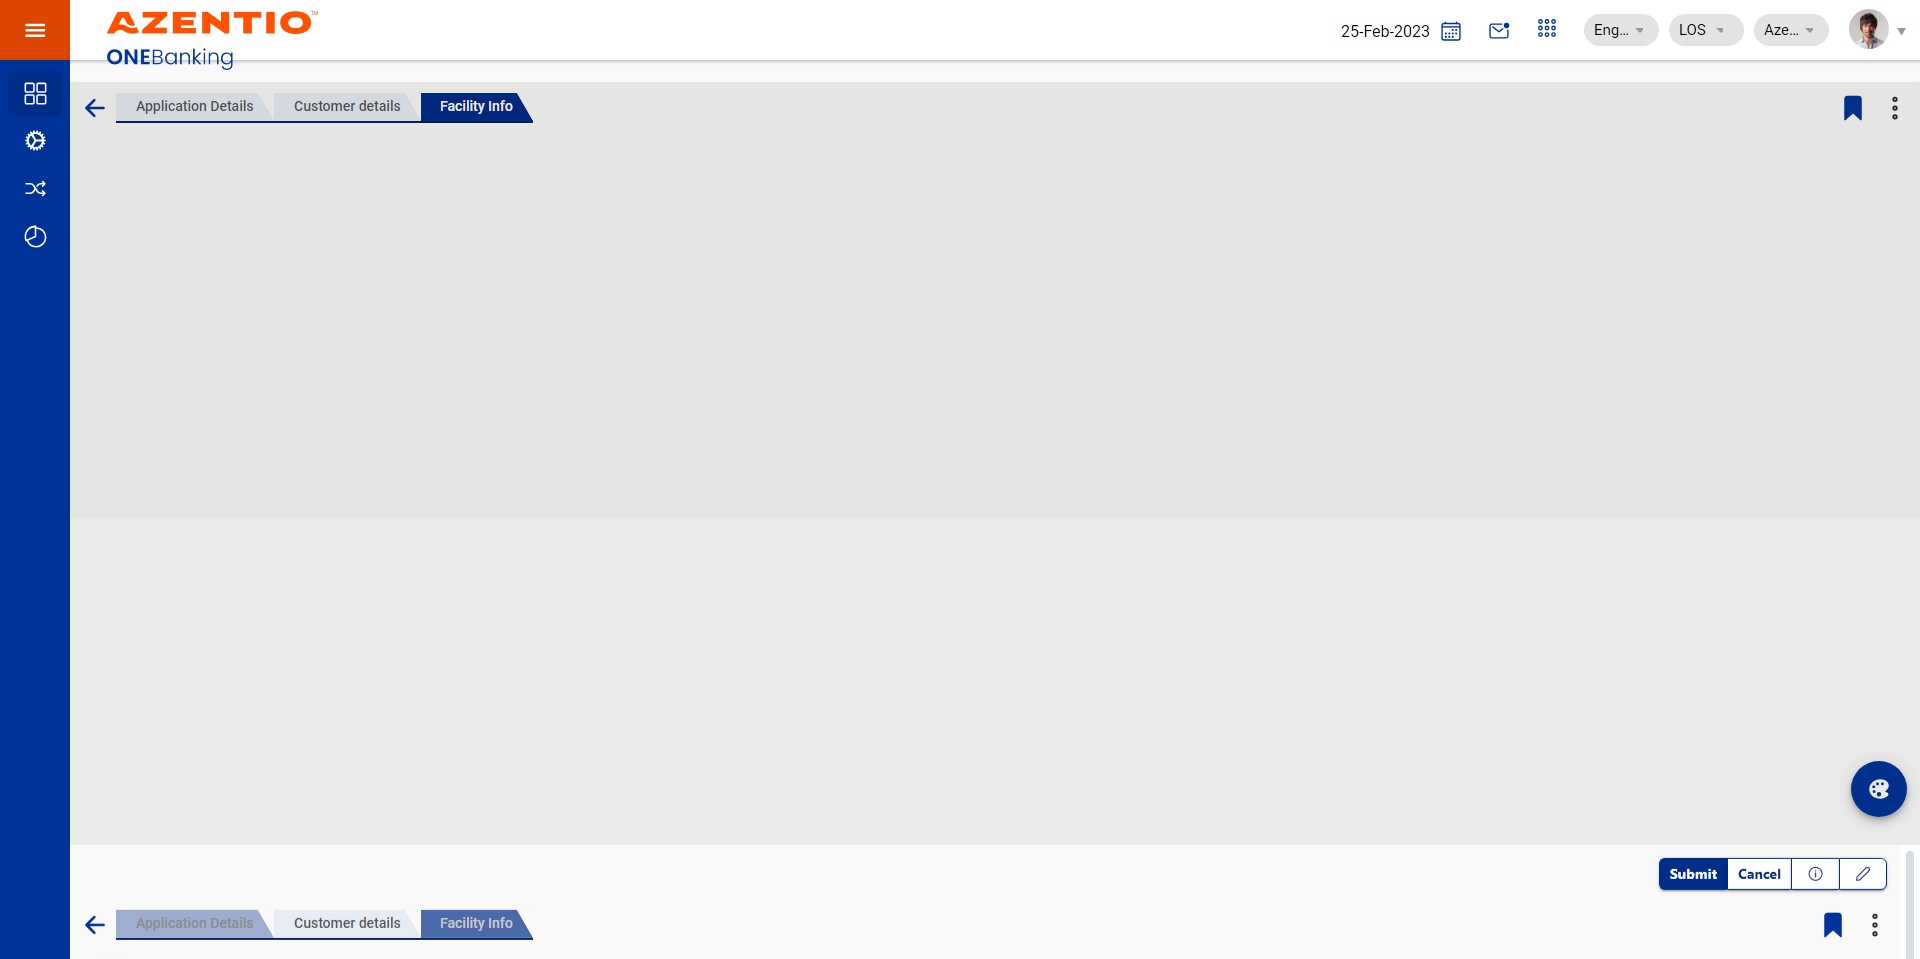 AZENTIO™
ONEBanking
25-Feb-2023
Eng...
LOS
Aze...
Application Details
Customer details
Facility Info
Submit
Cancel
Application Details
Customer details
Facility Info